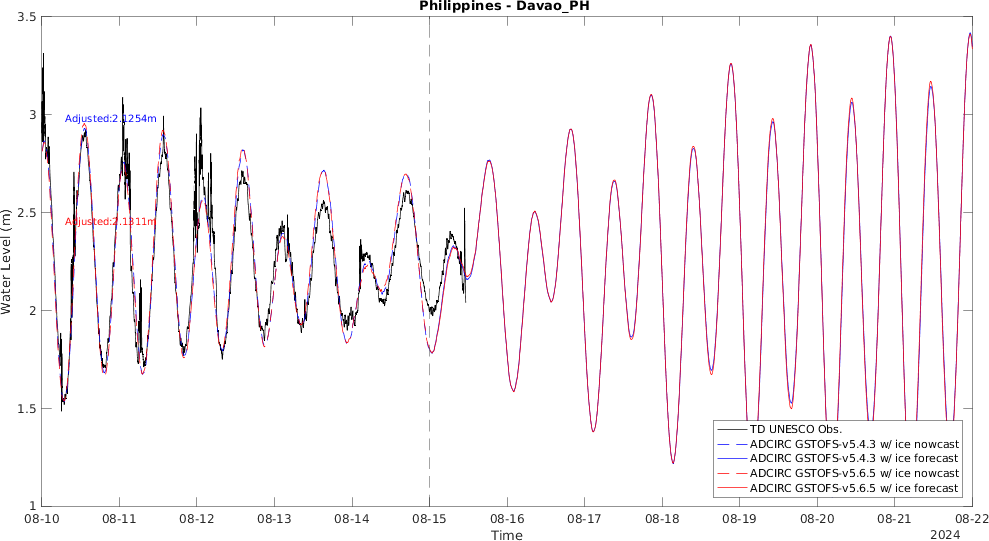 Philippines - Davao_PH
3.5
3
2.5
2
1.5
1
Water Level (m)
Adjusted:2.1254m
Adjusted:2.1311m
TD UNESCO Obs.
ADCIRC GSTOFS-v5.4.3 w/ ice nowcast
ADCIRC GSTOFS-v5.4.3 w/ ice forecast
ADCIRC GSTOFS-v5.6.5 w/ ice nowcast
ADCIRC GSTOFS-v5.6.5 w/ ice forecast
08-10 08-11 08-12 08-13 08-14 08-15 08-16 08-17 08-18 08-19 08-20 08-21 08-22
Time
2024